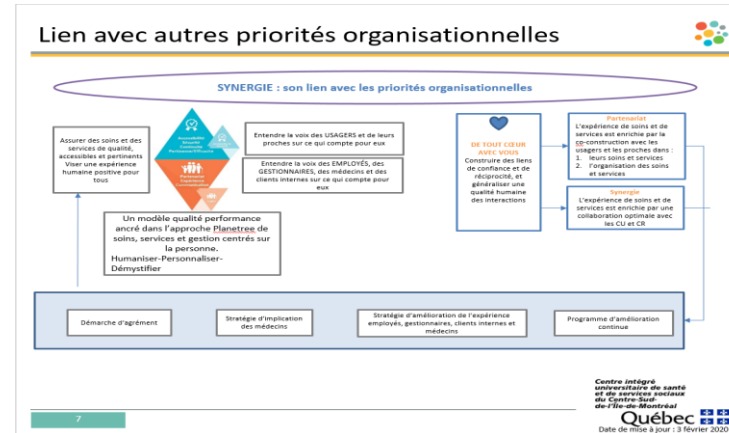 Lien avec autres priorités organisationnelles
SYNERGIE : son lien avec les priorités organisationnelles
Assurer des soins et des
services de qualité,
accessibles et pertinents
Viser une expérience
humaine positive pour
tous
Accessibilité
Sécurité
Continuité
Partenariat
Expérience
Entendre la voix des USAGERS et de leurs
proches sur ce qui compte pour eux
Entendre la voix des EMPLOYÉS, des
GESTIONNAIRES, des médecins et des
clients internes sur ce qui compte pour
eux
Un modèle qualité performance
ancré dans l'approche Planetree de
soins, services et gestion centrés sur
la personne.
Humaniser-Personnaliser-
Démystifier
DE TOUT CŒUR
AVEC VOUS
Construire des liens
de confiance et de
réciprocité, et
généraliser une
qualité humaine
des interactions
Partenariat
L'expérience de soins et de
services est enrichie par la
co-construction avec les
usagers et les proches dans :
1. leurs soins et services
2. l'organisation des soins
et services
Synergie
L'expérience de soins et de
services est enrichie par une
collaboration optimale avec
les CU et CR
Démarche d'agrément
Stratégie d'implication
des médecins
Stratégie d'amélioration de l'expérience
employés, gestionnaires, clients internes et
médecins
Programme d'amélioration
continue
7
Centre intégré
universitaire de santé
et de services sociaux
du Centre-Sud-
de-l'Île-de-Montréal
Québec
Date de mise à jour : 3 février 2020